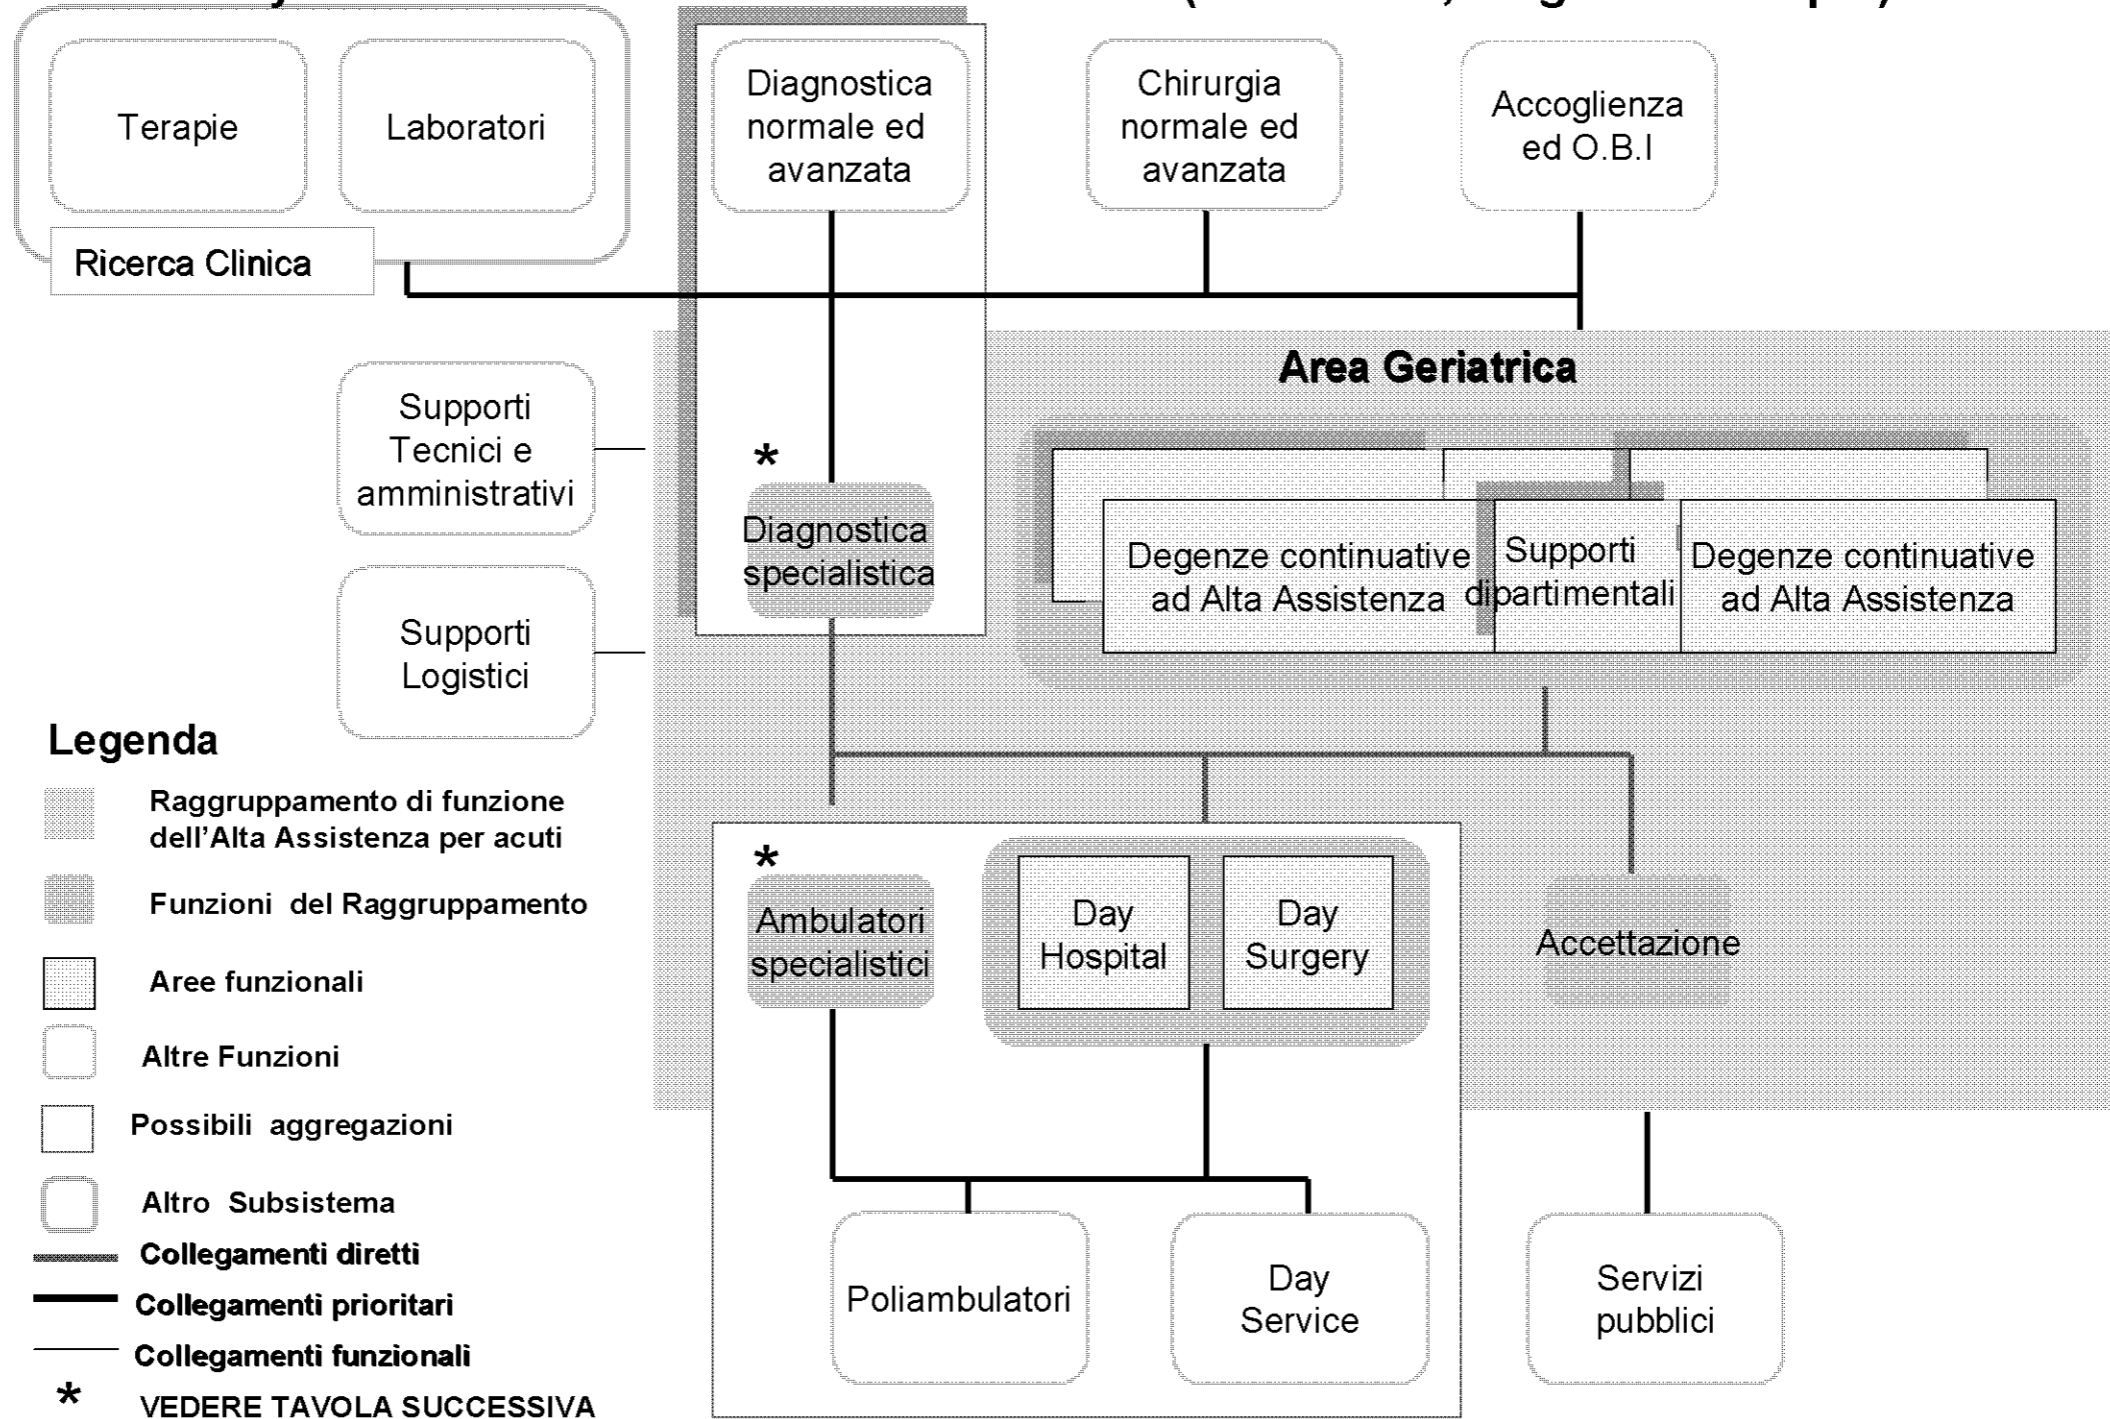 Terapie
Laboratori
Ricerca Clinica
Diagnostica
normale ed
avanzata
Chirurgia
normale ed
avanzata
Accoglienza
ed O.B.I
Area Geriatrica
Supporti
Tecnici e
amministrativi
*
Diagnostica
specialistica
Degenze continuative
ad Alta Assistenza
Supporti
dipartimentali
Degenze continuative
ad Alta Assistenza
Supporti
Logistici
*
Ambulatori
specialistici
Day
Hospital
Day
Surgery
Accettazione
Poliambulatori
Day
Service
Servizi
pubblici
Legenda
Raggruppamento di funzione
dell'Alta Assistenza per acuti
Funzioni del Raggruppamento
Aree funzionali
Altre Funzioni
Possibili aggregazioni
Altro Subsistema
Collegamenti diretti
Collegamenti prioritari
Collegamenti funzionali
* VEDERE TAVOLA SUCCESSIVA